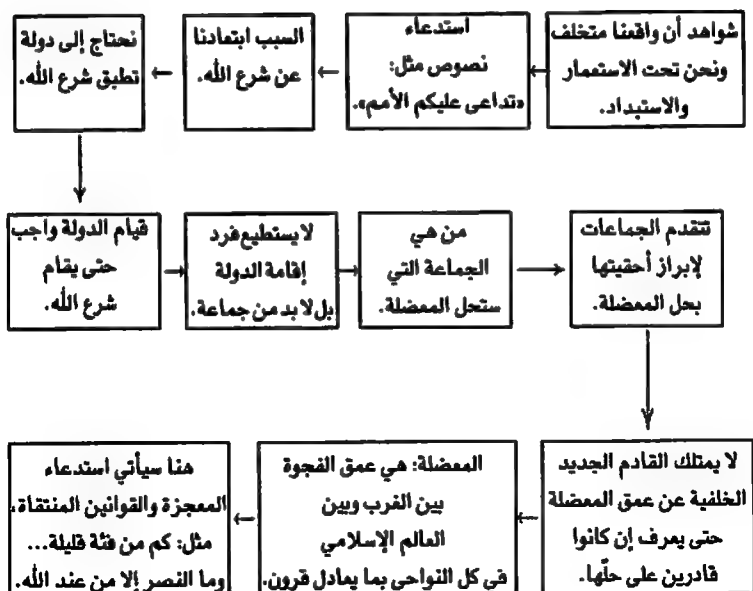 شواهد أن واقعنا متخلف
ونحن تحت الاستعمار
والاستبداد.
استدعاء
نصوص مثل:
«تداعى عليكم الأمم».
السبب ابتعادنا
عن شرع الله.
نحتاج إلى دولة
تطبق شرع الله.
قيام الدولة واجب
حتى يقام
شرع الله.
لا يستطيع فرد
إقامة الدولة
بل لا بد من جماعة.
من هي
الجماعة التي
ستحل المعضلة.
تتقدم الجماعات
لإبراز أحقيتها
بحل المعضلة.
لا يمتلك القادم الجديد
الخلفية عن عمق المعضلة
حتى يعرف إن كانوا
قادرين على حلّها.
المعضلة: هي عمق الفجوة
بين الغرب وبين
العالم الإسلامي
في كل النواحي بما يعادل قرون.
هنا سيأتي استدعاء
المعجزة والقوانين المنتقاة،
مثل: كم من فئة قليلة...
وما النصر إلا من عند الله.